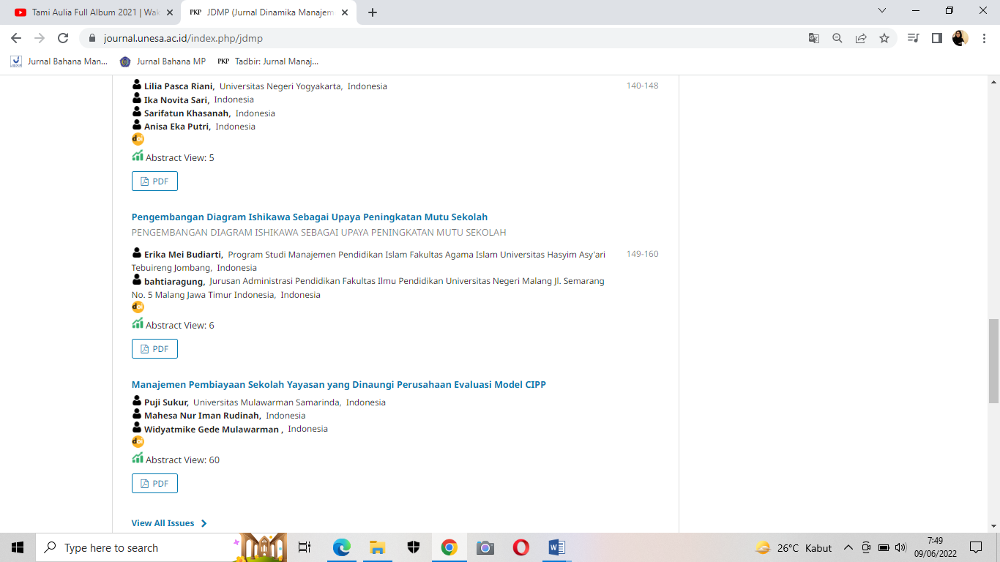 Tami Aulia Full Album 2021 | Wak
PKP JDMP (Jurnal Dinamika Manajem
journal.unesa.ac.id/index.php/jdmp
Jurnal Bahana Man...
Jurnal Bahana MP
PKP Tadbir: Jurnal Manaj...
Lilia Pasca Riani, Universitas Negeri Yogyakarta, Indonesia
140-148
Ika Novita Sari, Indonesia
Sarifatun Khasanah, Indonesia
Anisa Eka Putri, Indonesia
doi
Abstract View: 5
PDF
Pengembangan Diagram Ishikawa Sebagai Upaya Peningkatan Mutu Sekolah
PENGEMBANGAN DIAGRAM ISHIKAWA SEBAGAI UPAYA PENINGKATAN MUTU SEKOLAH
Erika Mei Budiarti, Program Studi Manajemen Pendidikan Islam Fakultas Agama Islam Universitas Hasyim Asy'ari
149-160
Tebuireng Jombang, Indonesia
bahtiaragung, Jurusan Administrasi Pendidikan Fakultas Ilmu Pendidikan Universitas Negeri Malang Jl. Semarang
No. 5 Malang Jawa Timur Indonesia, Indonesia
doi
Abstract View: 6
PDF
Manajemen Pembiayaan Sekolah Yayasan yang Dinaungi Perusahaan Evaluasi Model CIPP
Puji Sukur, Universitas Mulawarman Samarinda, Indonesia
Mahesa Nur Iman Rudinah, Indonesia
Widyatmike Gede Mulawarman , Indonesia
doi
Abstract View: 60
PDF
View All Issues
Type here to search
26°C Kabut
7:49
09/06/2022